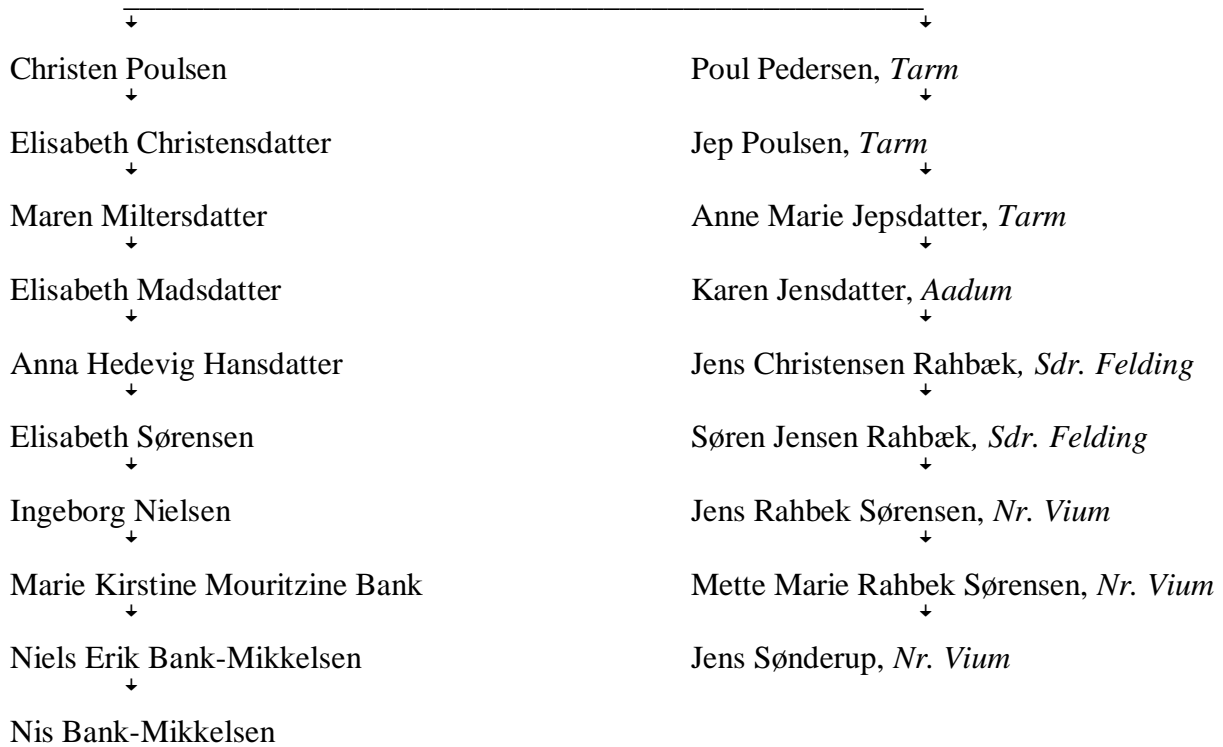 Christen Poulsen Poul Pedersen, Tarm
Elisabeth Christensdatter Jep Poulsen, Tarm
Maren Miltersdatter Anne Marie Jepsdatter, Tarm
Elisabeth Madsdatter Karen Jensdatter, Aadum
Anna Hedevig Hansdatter Jens Christensen Rahbæk, Sdr. Felding
Elisabeth Sørensen Søren Jensen Rahbæk, Sdr. Felding
Ingeborg Nielsen Jens Rahbek Sørensen, Nr. Vium
Marie Kirstine Mouritzine Bank Mette Marie Rahbek Sørensen, Nr. Vium
Niels Erik Bank-Mikkelsen Jens Sønderup, Nr. Vium
Nis Bank-Mikkelsen